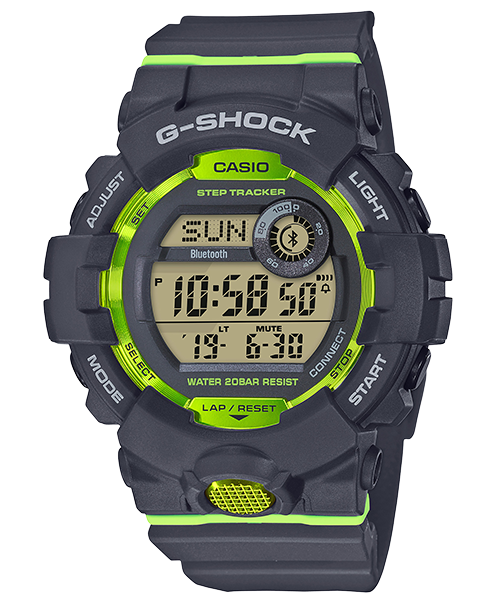 G-SHOCK
CASIO
STEP TRACKER
ADJUST
SET
LIGHT
SUN
100 0
20
40
60
80
Bluetooth
P 10:58 50
LT MUTE
'19 6-30
SELECT
MODE
CONNECT
STOP
START
WATER 20BAR RESIST
LAP / RESET